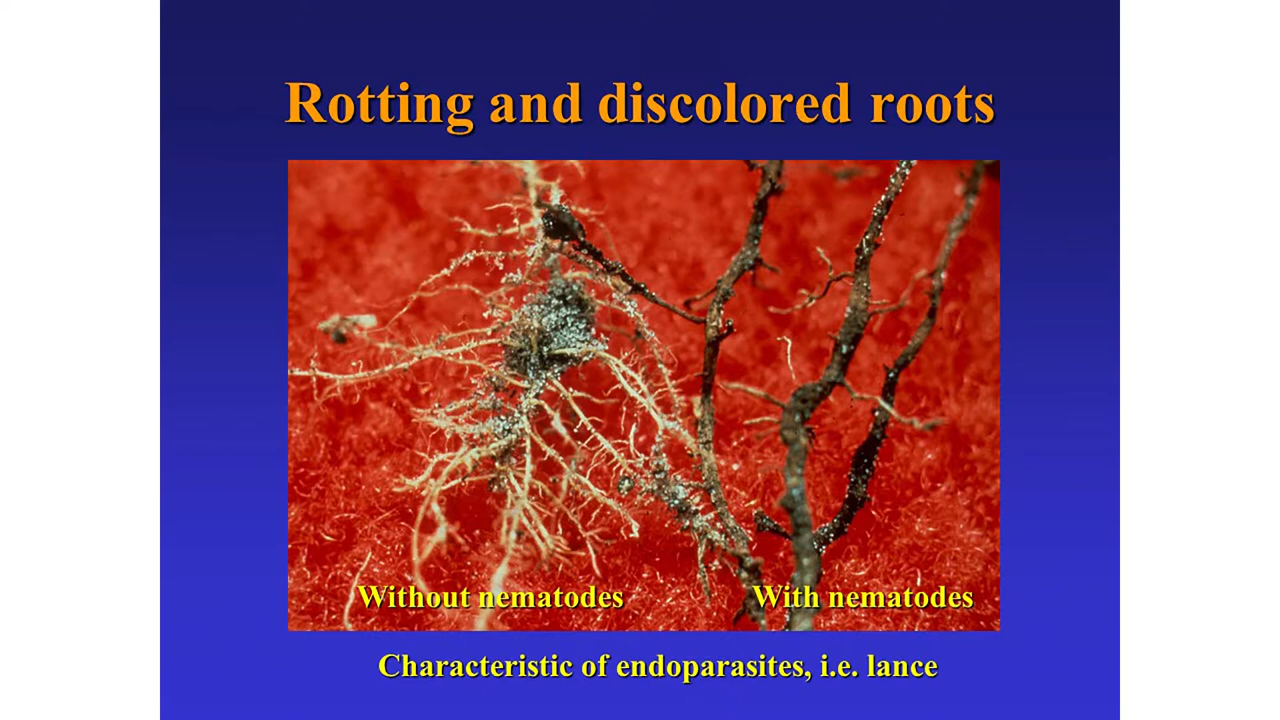 Rotting and discolored roots
Without nematodes
With nematodes
Characteristic of endoparasites, i.e. lance